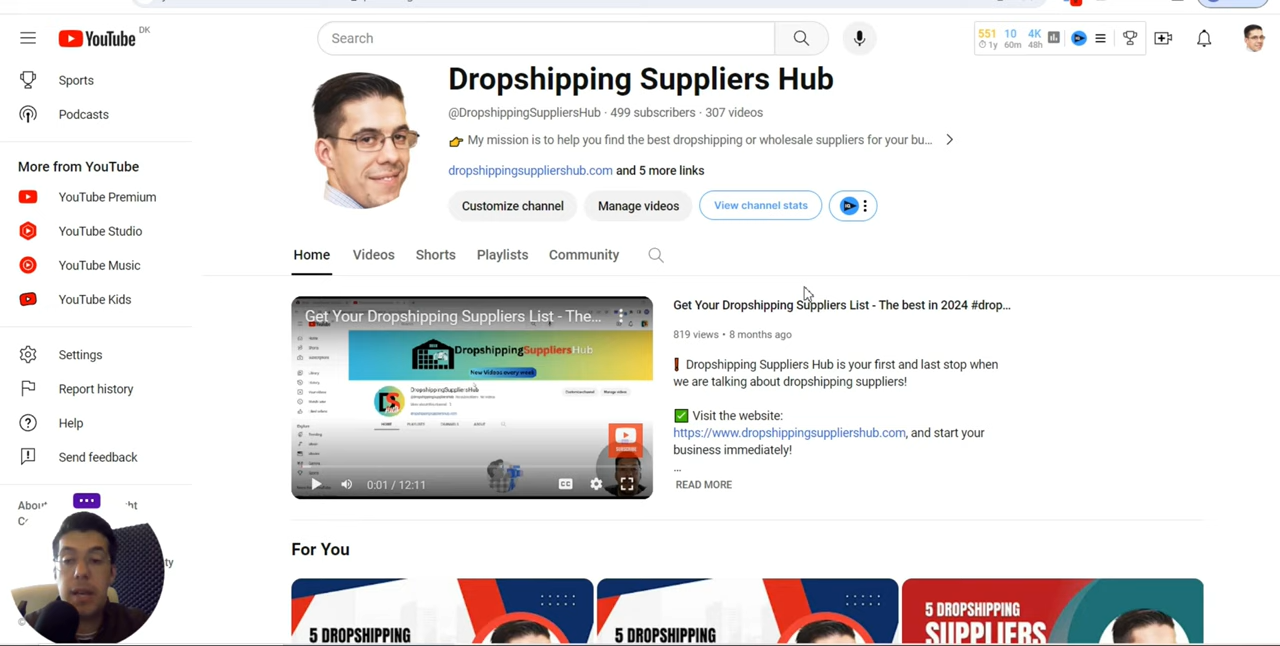 YouTube DK
Search
551 10 4K
1y 60m 48h
Sports
Podcasts
More from YouTube
YouTube Premium
YouTube Studio
YouTube Music
YouTube Kids
Settings
Report history
Help
Send feedback
Dropshipping Suppliers Hub
@DropshippingSuppliersHub · 499 subscribers · 307 videos
👉 My mission is to help you find the best dropshipping or wholesale suppliers for your bu...
dropshippingsuppliershub.com and 5 more links
Customize channel Manage videos View channel stats
Home Videos Shorts Playlists Community
Get Your Dropshipping Suppliers List - The...
DropshippingSuppliersHub
New Videos every week!
DropshippingSuppliersHub
0:01 / 12:11
Get Your Dropshipping Suppliers List - The best in 2024 #drop...
819 views • 8 months ago
❗ Dropshipping Suppliers Hub is your first and last stop when
we are talking about dropshipping suppliers!
✅ Visit the website:
https://www.dropshippingsuppliershub.com, and start your
business immediately!
...
READ MORE
For You
5 DROPSHIPPING
5 DROPSHIPPING
5 DROPSHIPPING
SUPPLIERS